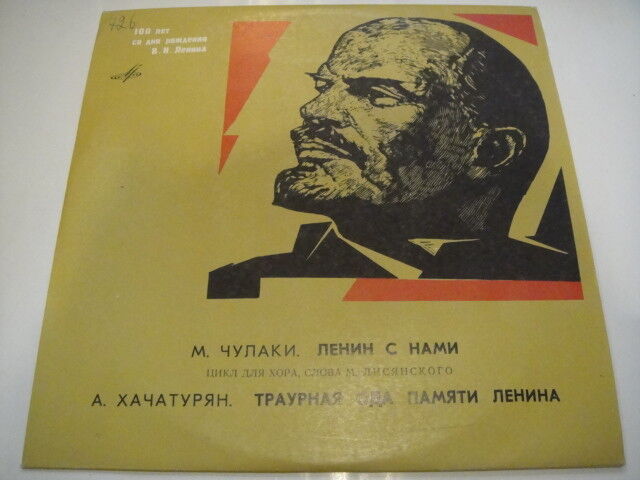 726
100 лет
со дня рождения
В. И. Ленина
М. ЧУЛАКИ. ЛЕНИН С НАМИ
ЦИКЛ ДЛЯ ХОРА, СЛОВА М. ЛИСЯНСКОГО
А. ХАЧАТУРЯН. ТРАУРНАЯ ОДА ПАМЯТИ ЛЕНИНА